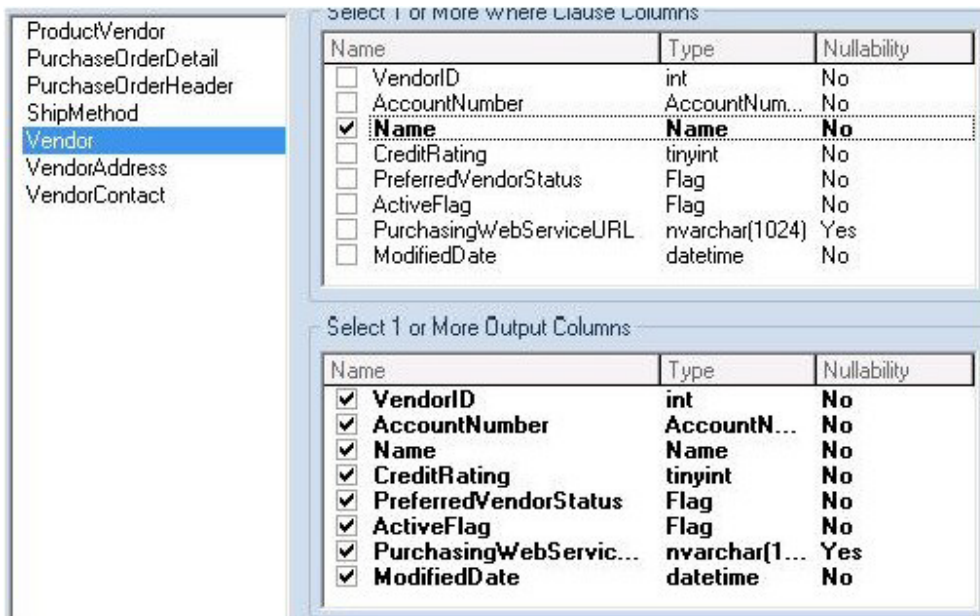 ProductVendor
PurchaseOrderDetail
PurchaseOrderHeader
ShipMethod
Vendor
VendorAddress
VendorContact
Select 1 or More Where Clause Columns
Name Type Nullability
VendorID int No
AccountNumber AccountNum... No
Name Name No
CreditRating tinyint No
PreferredVendorStatus Flag No
ActiveFlag Flag No
PurchasingWebServiceURL nvarchar(1024) Yes
ModifiedDate datetime No
Select 1 or More Output Columns
Name Type Nullability
VendorID int No
AccountNumber AccountN... No
Name Name No
CreditRating tinyint No
PreferredVendorStatus Flag No
ActiveFlag Flag No
PurchasingWebServic... nvarchar(1... Yes
ModifiedDate datetime No